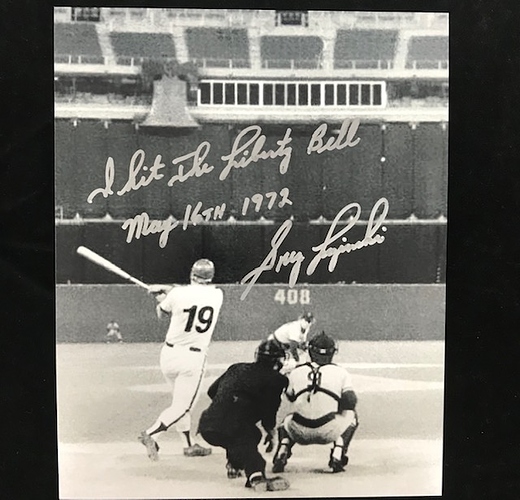 I hit The Liberty Bell
May 16TH 1972
Greg Luzinski
408
19